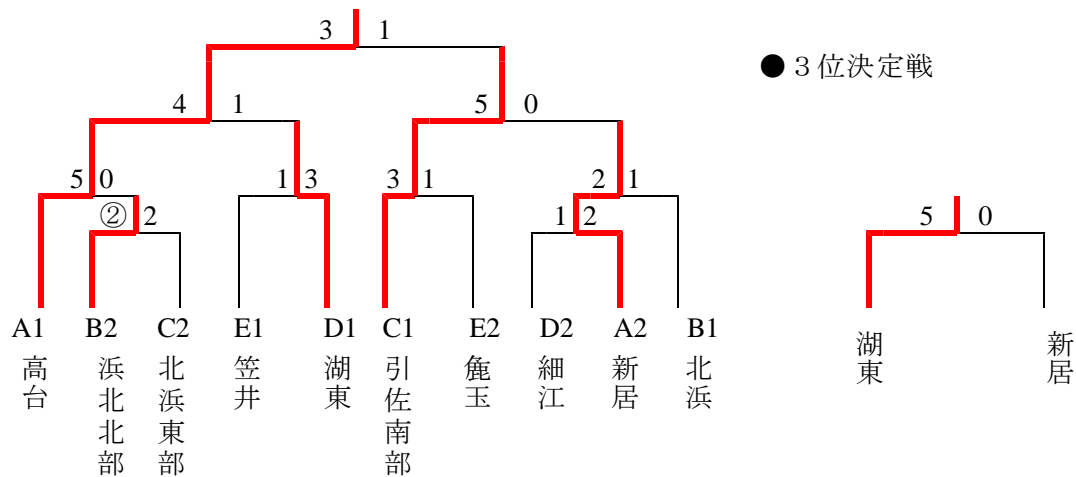 3 1
● 3位決定戦
4 1
5 0
5 0
1 3
3 1
2 1
② 2
1 2
5 0
A1
B2
C2
E1
D1
C1
E2
D2
A2
B1
高台
浜北北部
北浜東部
笠井
湖東
引佐南部
麁玉
細江
新居
北浜
湖東
新居